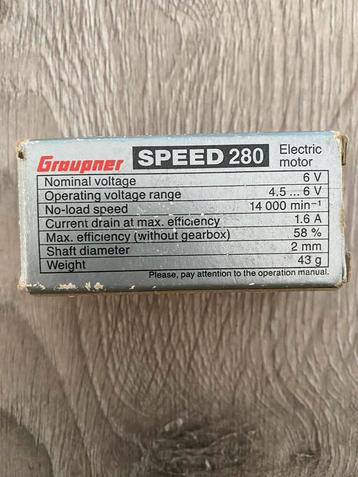 Graupner SPEED 280 Electric motor
Nominal voltage 6 V
Operating voltage range 4.5 ... 6 V
No-load speed 14 000 min⁻¹
Current drain at max. efficiency 1.6 A
Max. efficiency (without gearbox) 58 %
Shaft diameter 2 mm
Weight 43 g
Please, pay attention to the operation manual.